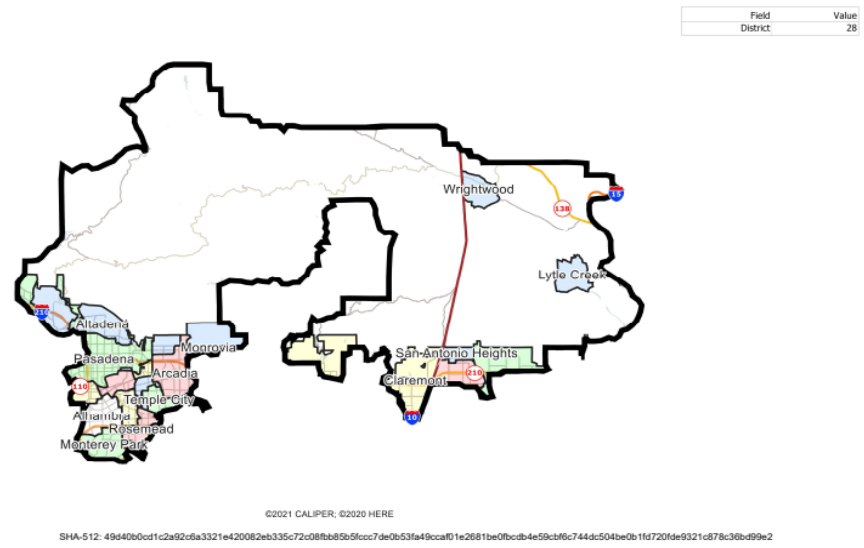 Field Value
District 28
Wrightwood
15
138
Lytle Creek
210
Altadena
Monrovia
San Antonio Heights
Pasadena
Arcadia
210
Claremont
110
Temple City
Alhambra
10
Rosemead
Monterey Park
©2021 CALIPER; ©2020 HERE
SHA-512: 49d40b0cd1c2a92c6a3321e420082eb335c72c08fbb85b5fccc7de0b53fa49ccaf01e2681be0fbcdb4e59cbf6c744dc504be0b1fd720fde9321c878c36bd99e2